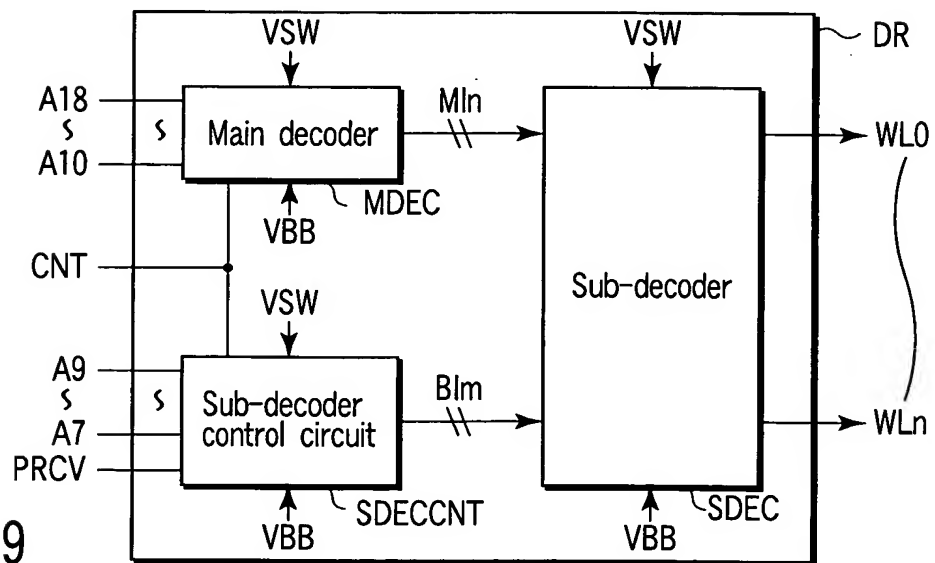 VSW
VSW
DR
A18
MIn
∫ ∫
Main decoder
WL0
A10
MDEC
VBB
CNT
VSW
Sub-decoder
A9
BIm
∫ ∫
Sub-decoder
control circuit
A7
WLn
PRCV
SDECCNT
SDEC
VBB
VBB
9